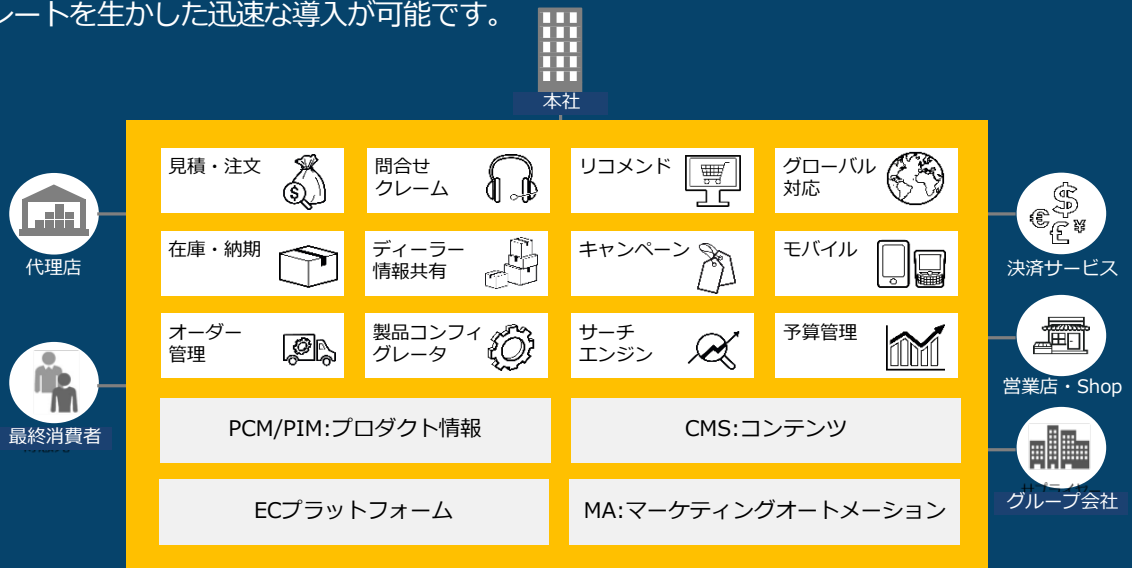 レートを生かした迅速な導入が可能です。
本社
見積・注文
問合せ
クレーム
リコメンド
グローバル
対応
代理店
在庫・納期
ディーラー
情報共有
キャンペーン
モバイル
決済サービス
オーダー
管理
製品コンフィ
グレータ
サーチ
エンジン
予算管理
営業店・Shop
最終消費者
PCM/PIM:プロダクト情報
CMS:コンテンツ
グループ会社
ECプラットフォーム
MA:マーケティングオートメーション